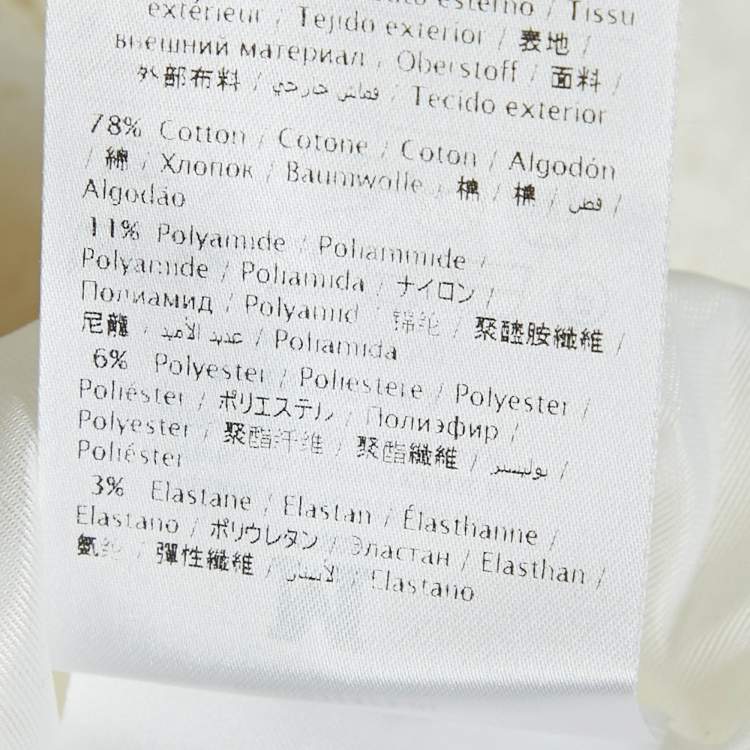 esterno / Tissu
extérieur / Tejido exterior / 表地 /
внешний материал / Oberstoff / 面料 /
外部布料 / قماش خارجي / Tecido exterior
78% Cotton / Cotone / Coton / Algodón
/ 綿 / Хлопок / Baumwolle / 棉 / 棉 / قطن /
Algodão
11% Polyamide / Poliammide /
Polyamide / Poliamida / ナイロン /
Полиамид / Polyamid / 锦纶 / 聚醯胺纖維 /
尼龍 / عديد الأميد / Poliamida
6% Polyester / Poliestere / Polyester /
Poliéster / ポリエステル / Полиэфир /
Polyester / 聚酯纤维 / 聚酯纖維 / بوليستر /
Poliéster
3% Elastane / Elastan / Élasthanne /
Elastano / ポリウレタン / Эластан / Elasthan /
氨纶 / 彈性纖維 / الأستان / Elastano